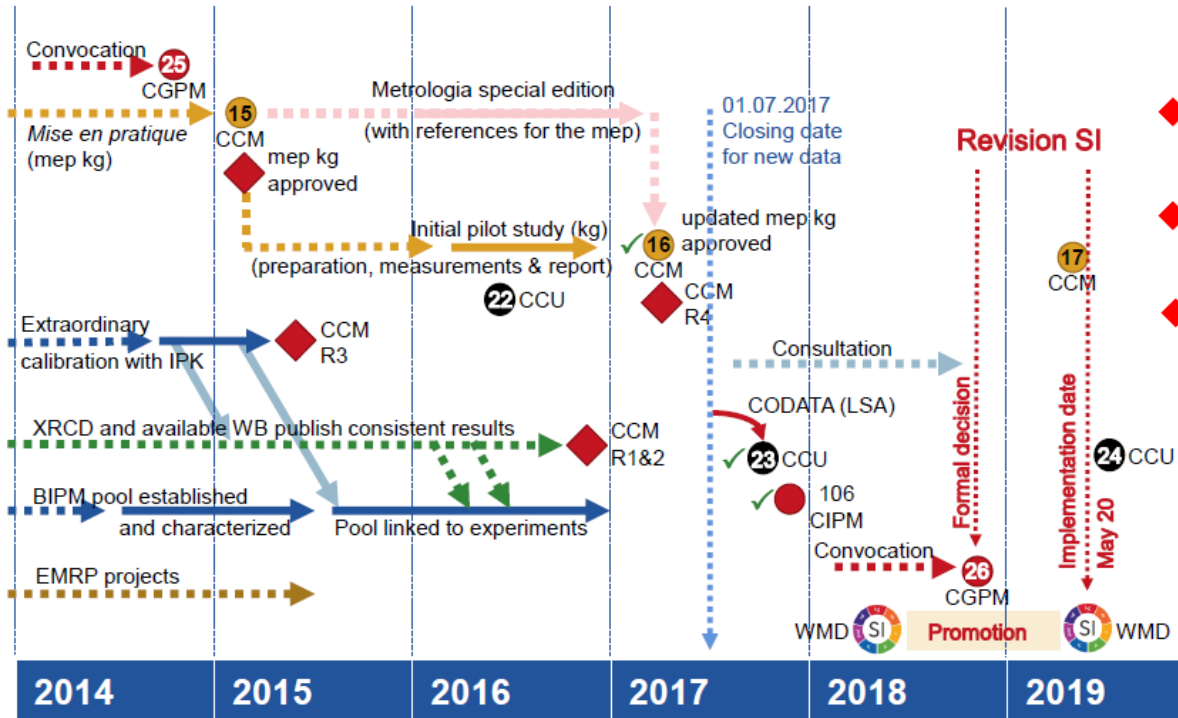 Convocation
25
CGPM
Mise en pratique
(mep kg)
15
CCM
mep kg
approved
Metrologia special edition
(with references for the mep)
01.07.2017
Closing date
for new data
Revision SI
Initial pilot study (kg)
(preparation, measurements & report)
16
CCM
updated mep kg
approved
17
CCM
22 CCU
CCM
R4
Extraordinary
calibration with IPK
CCM
R3
Consultation
XRCD and available WB publish consistent results
CCM
R1&2
CODATA (LSA)
23 CCU
24 CCU
BIPM pool established
and characterized
Pool linked to experiments
106
CIPM
Formal decision
Implementation date
May 20
Convocation
26
CGPM
EMRP projects
WMD SI
Promotion
SI WMD
2014
2015
2016
2017
2018
2019